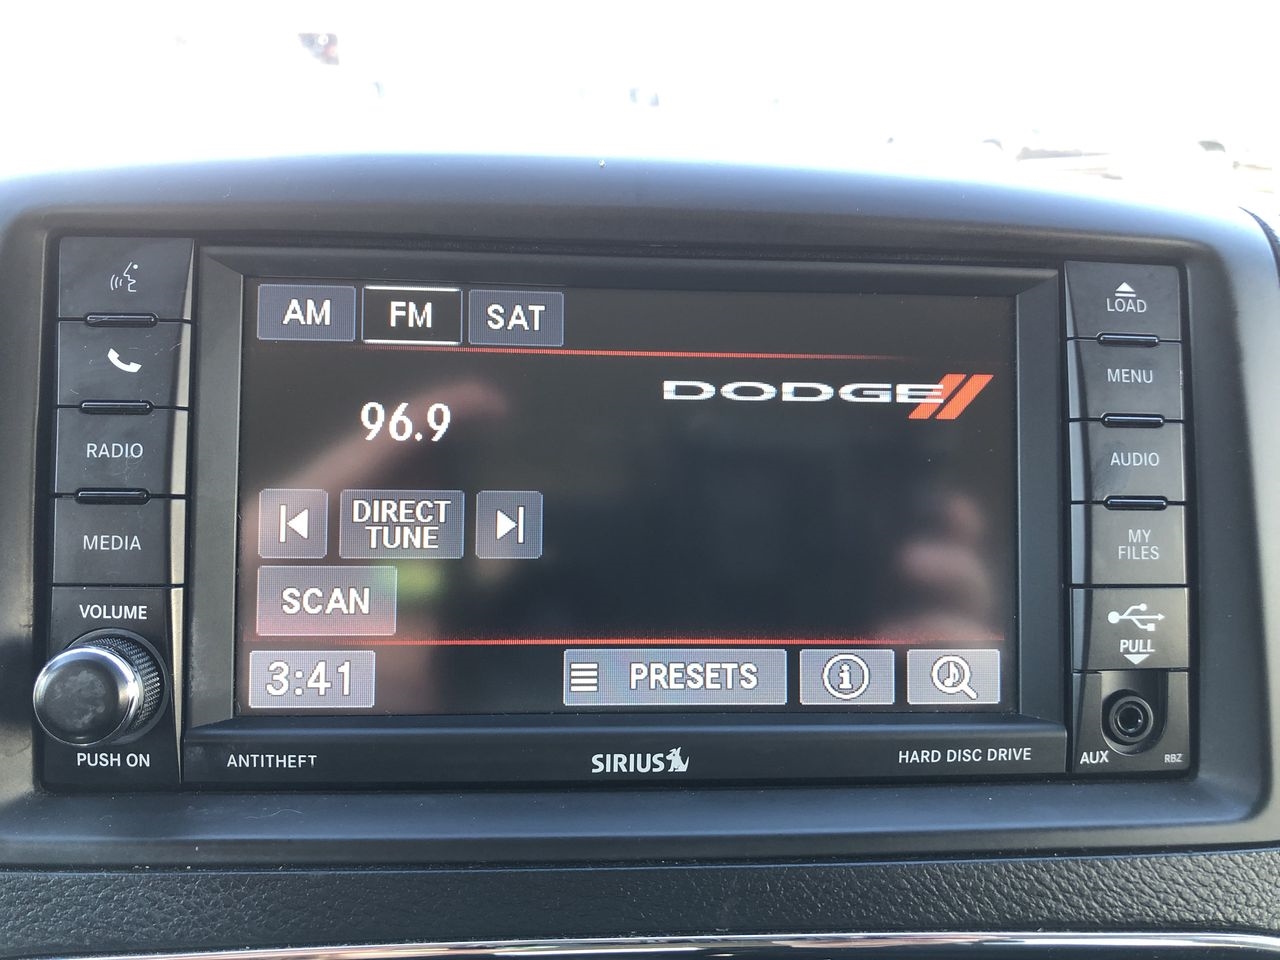 AM FM SAT
DODGE
96.9
DIRECT
TUNE
SCAN
3:41 PRESETS
RADIO
MEDIA
VOLUME
PUSH ON
LOAD
MENU
AUDIO
MY
FILES
PULL
AUX RBZ
ANTITHEFT SIRIUS HARD DISC DRIVE